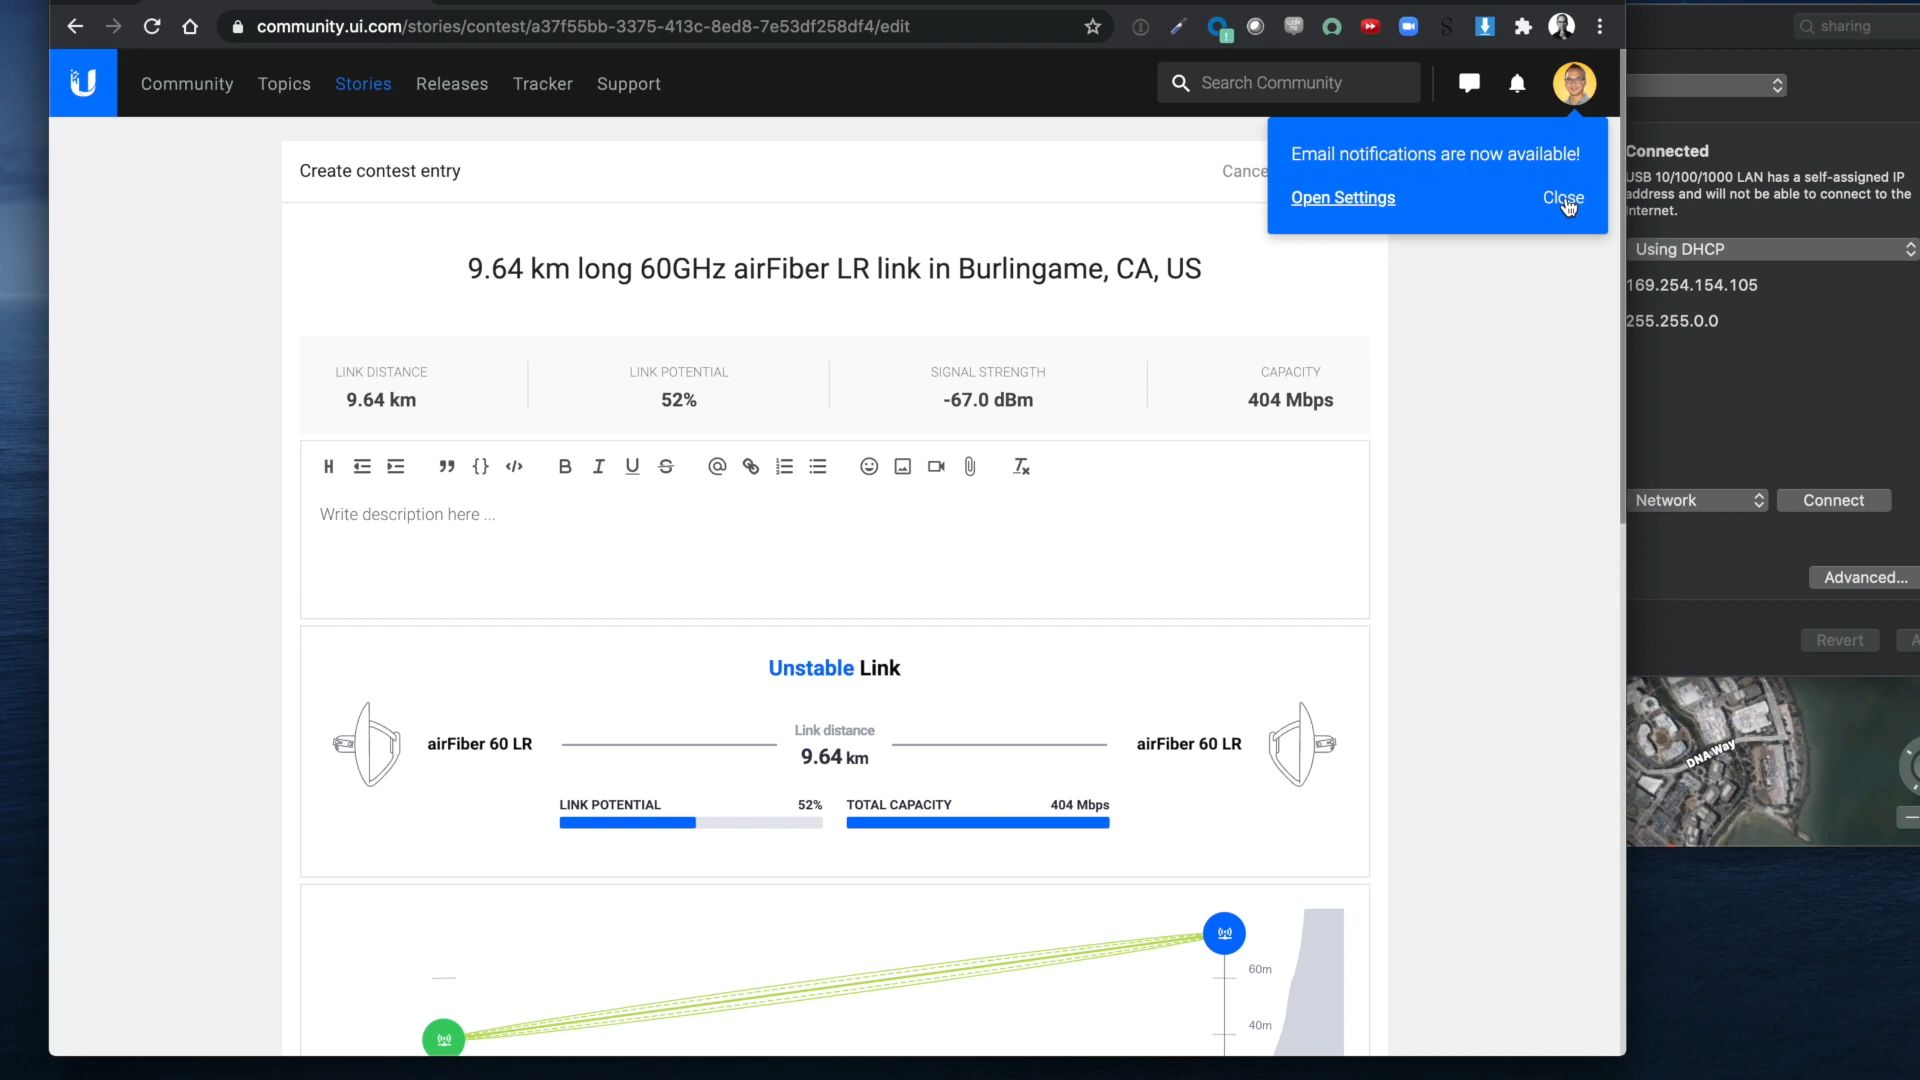 community.ui.com/stories/contest/a37f55bb-3375-413c-8ed8-7e53df258df4/edit
sharing
Community
Topics
Stories
Releases
Tracker
Support
Search Community
Email notifications are now available!
Open Settings
Close
Create contest entry
Cance
9.64 km long 60GHz airFiber LR link in Burlingame, CA, US
LINK DISTANCE
9.64 km
LINK POTENTIAL
52%
SIGNAL STRENGTH
-67.0 dBm
CAPACITY
404 Mbps
H
B I U S
Write description here ...
Unstable Link
airFiber 60 LR
Link distance
9.64 km
airFiber 60 LR
LINK POTENTIAL 52%
TOTAL CAPACITY 404 Mbps
60m
40m
Connected
USB 10/100/1000 LAN has a self-assigned IP
address and will not be able to connect to the
Internet.
Using DHCP
169.254.154.105
255.255.0.0
Network
Connect
Advanced...
Revert
A
DNA Way